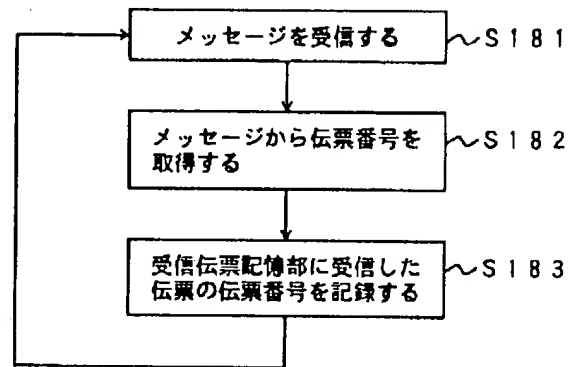 メッセージを受信する
S181
メッセージから伝票番号を
取得する
S182
受信伝票記憶部に受信した
伝票の伝票番号を記録する
S183